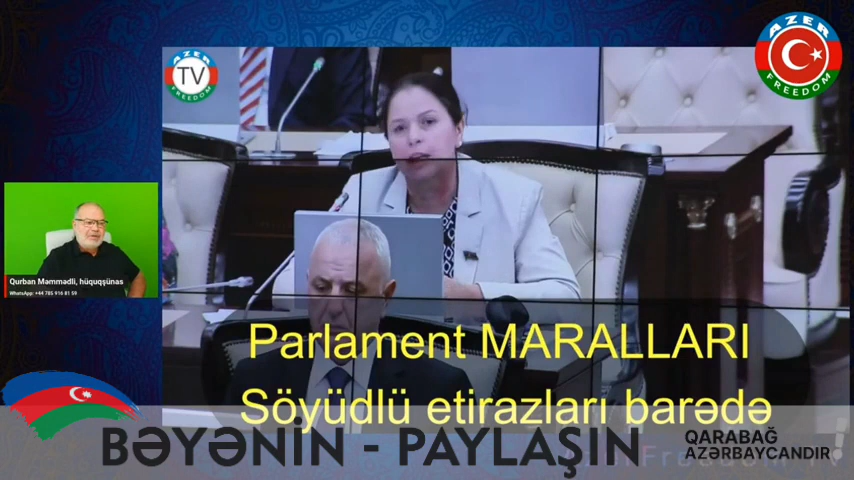 AZER
TV
FREEDOM
AZER
FREEDOM
Qurban Məmmədli, hüquqşünas
WhatsApp: +44 785 916 81 59
Parlament MARALLARI
Söyüdlü etirazları barədə
BƏYƏNİN - PAYLAŞIN
QARABAĞ
AZƏRBAYCANDIR
!